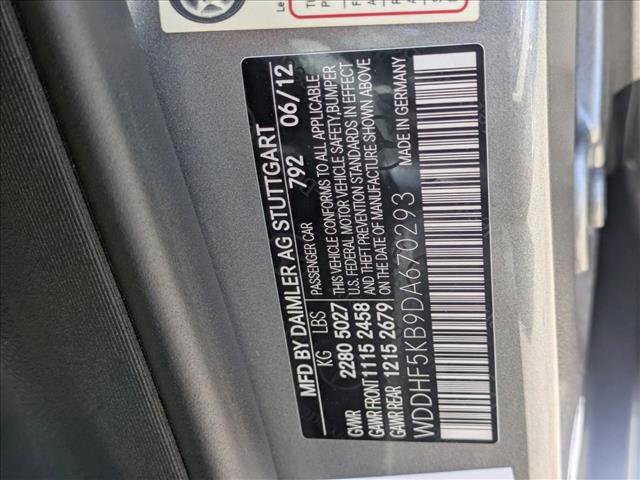 MFD BY DAIMLER AG STUTTGART
792 06/12
KG LBS PASSENGER CAR
GVWR 2280 5027 THIS VEHICLE CONFORMS TO ALL APPLICABLE
GAWR FRONT 1115 2458 U.S. FEDERAL MOTOR VEHICLE SAFETY, BUMPER
GAWR REAR 1215 2679 AND THEFT PREVENTION STANDARDS IN EFFECT
ON THE DATE OF MANUFACTURE SHOWN ABOVE
WDDHF5KB9DA670293 MADE IN GERMANY